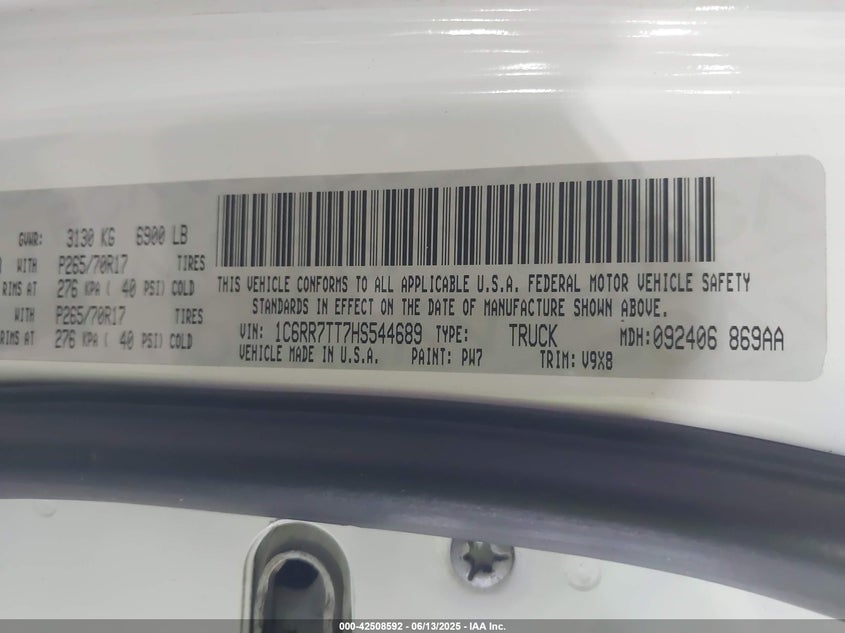 GVWR: 3130 KG 6900 LB
WITH P265/70R17 TIRES
RIMS AT 276 KPA ( 40 PSI) COLD
WITH P265/70R17 TIRES
RIMS AT 276 KPA ( 40 PSI) COLD
THIS VEHICLE CONFORMS TO ALL APPLICABLE U.S.A. FEDERAL MOTOR VEHICLE SAFETY
STANDARDS IN EFFECT ON THE DATE OF MANUFACTURE SHOWN ABOVE.
VIN: 1C6RR7TT7HS544689 TYPE: TRUCK MDH:092406 869AA
VEHICLE MADE IN U.S.A. PAINT: PW7 TRIM: V9X8
000-42508592 - 06/13/2025 - IAA Inc.